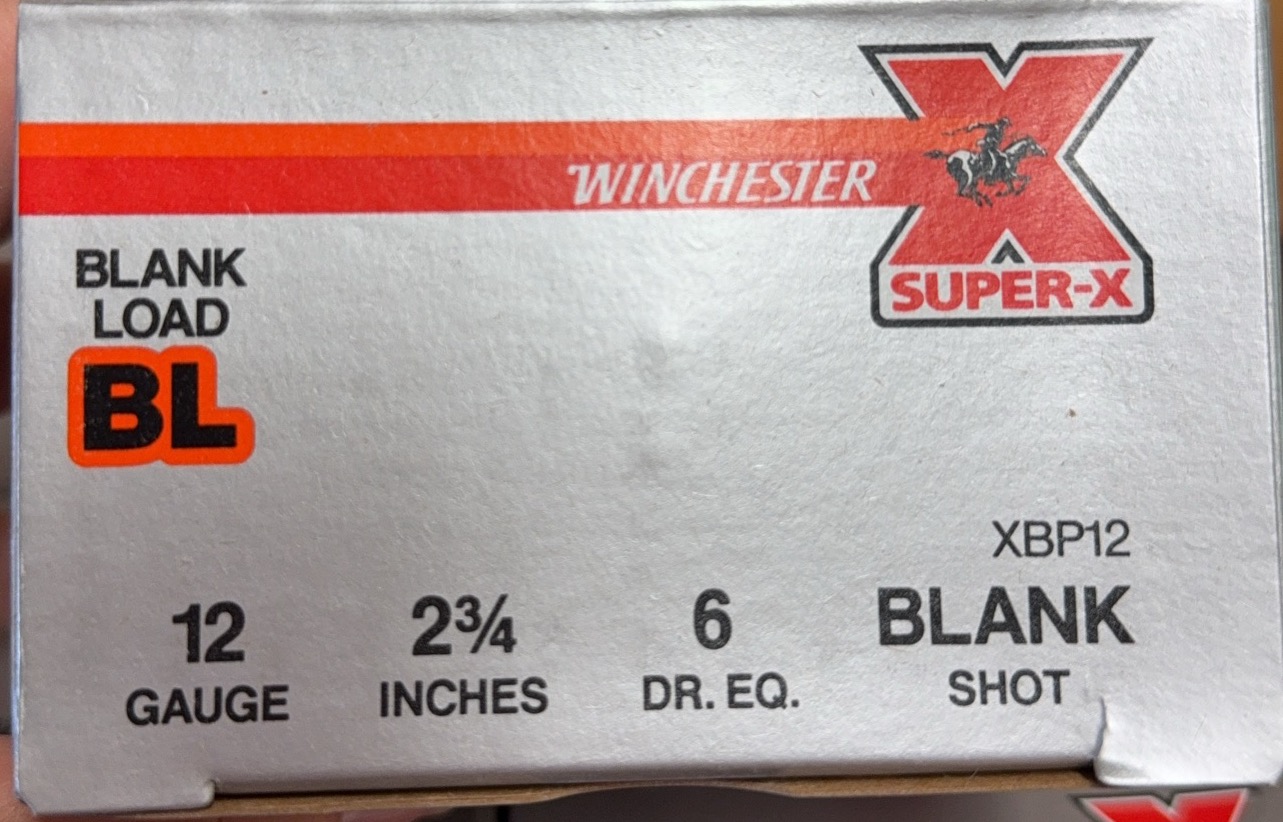 WINCHESTER
SUPER-X
BLANK
LOAD
BL
XBP12
12 2¾ 6 BLANK
GAUGE INCHES DR. EQ. SHOT